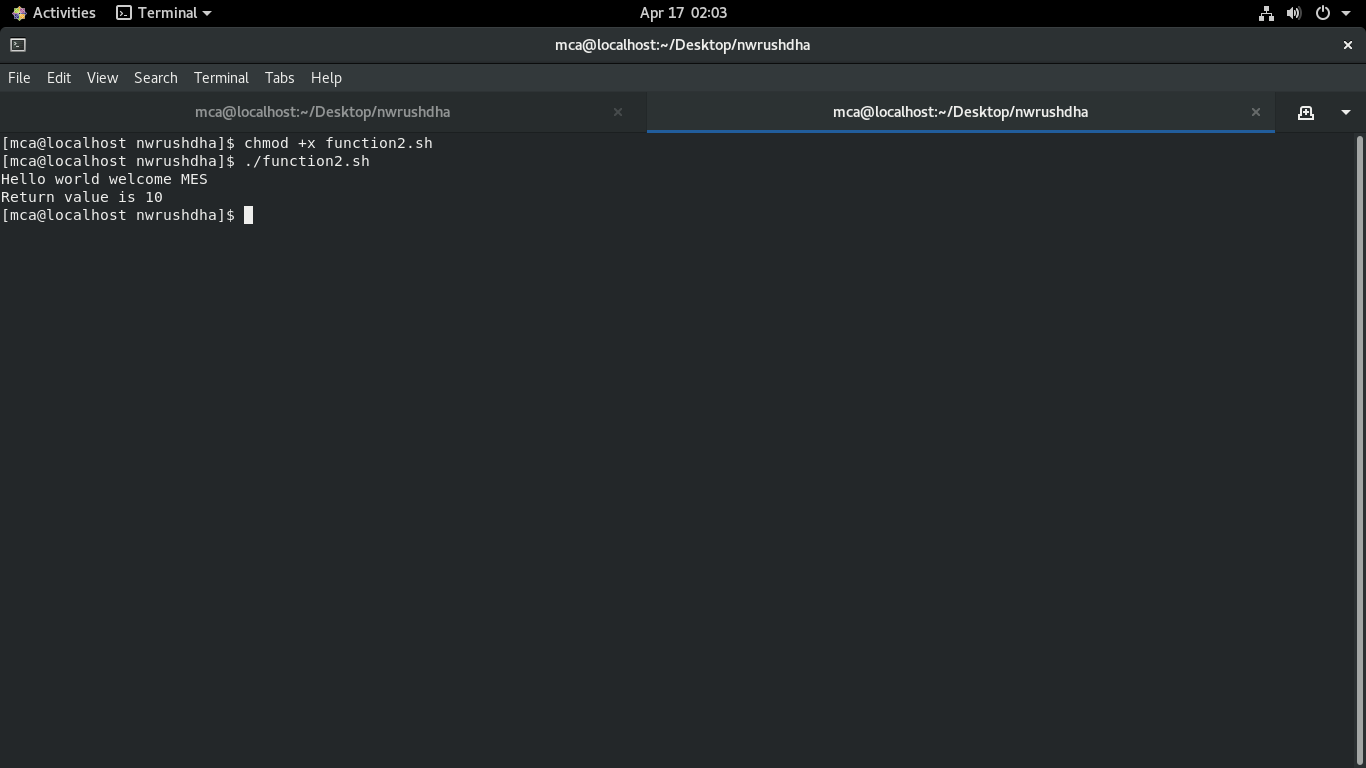 Activities Terminal Apr 17 02:03
mca@localhost:~/Desktop/nwrushdha
File Edit View Search Terminal Tabs Help
mca@localhost:~/Desktop/nwrushdha mca@localhost:~/Desktop/nwrushdha
[mca@localhost nwrushdha]$ chmod +x function2.sh
[mca@localhost nwrushdha]$ ./function2.sh
Hello world welcome MES
Return value is 10
[mca@localhost nwrushdha]$